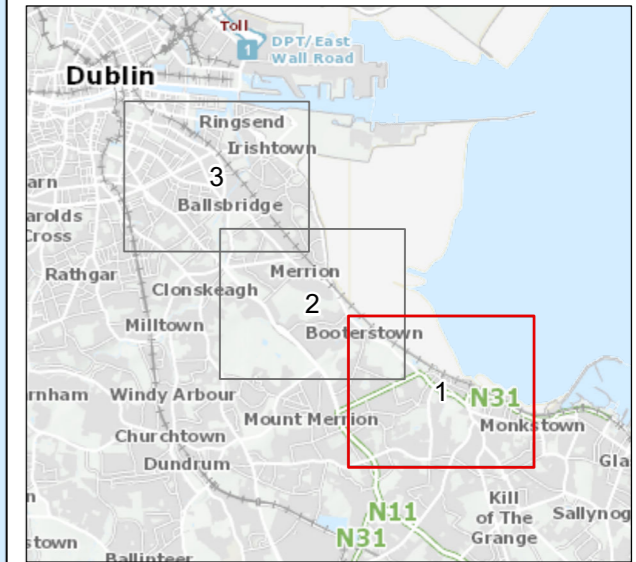 Toll
1
DPT/East
Wall Road
Dublin
Ringsend
Irishtown
3
arn
Ballsbridge
arolds
Cross
Rathgar
Merrion
Clonskeagh
2
Milltown
Booterstown
1
rnham
Windy Arbour
N31
Mount Merrion
Monkstown
Churchtown
Dundrum
Gla
n
Kill
of The
Grange
Sallynog
N11
N31
stown
Ballinteer